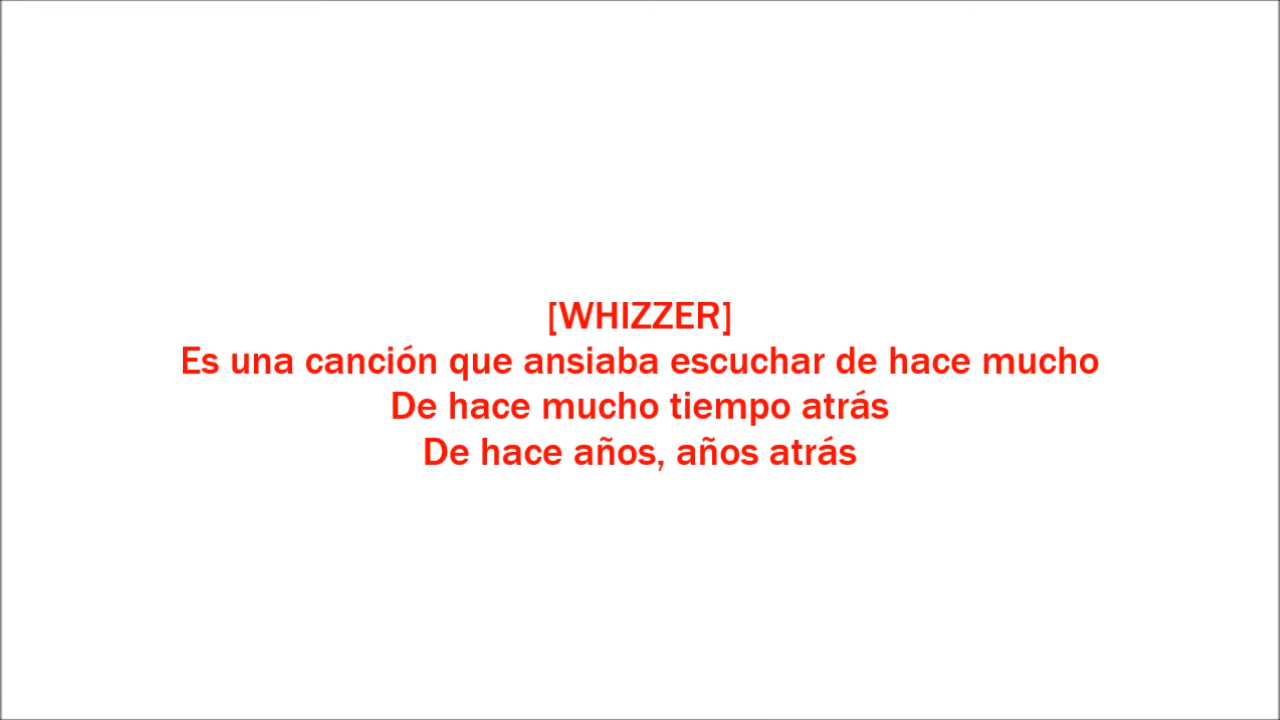 [WHIZZER]
Es una canción que ansiaba escuchar de hace mucho
De hace mucho tiempo atrás
De hace años, años atrás